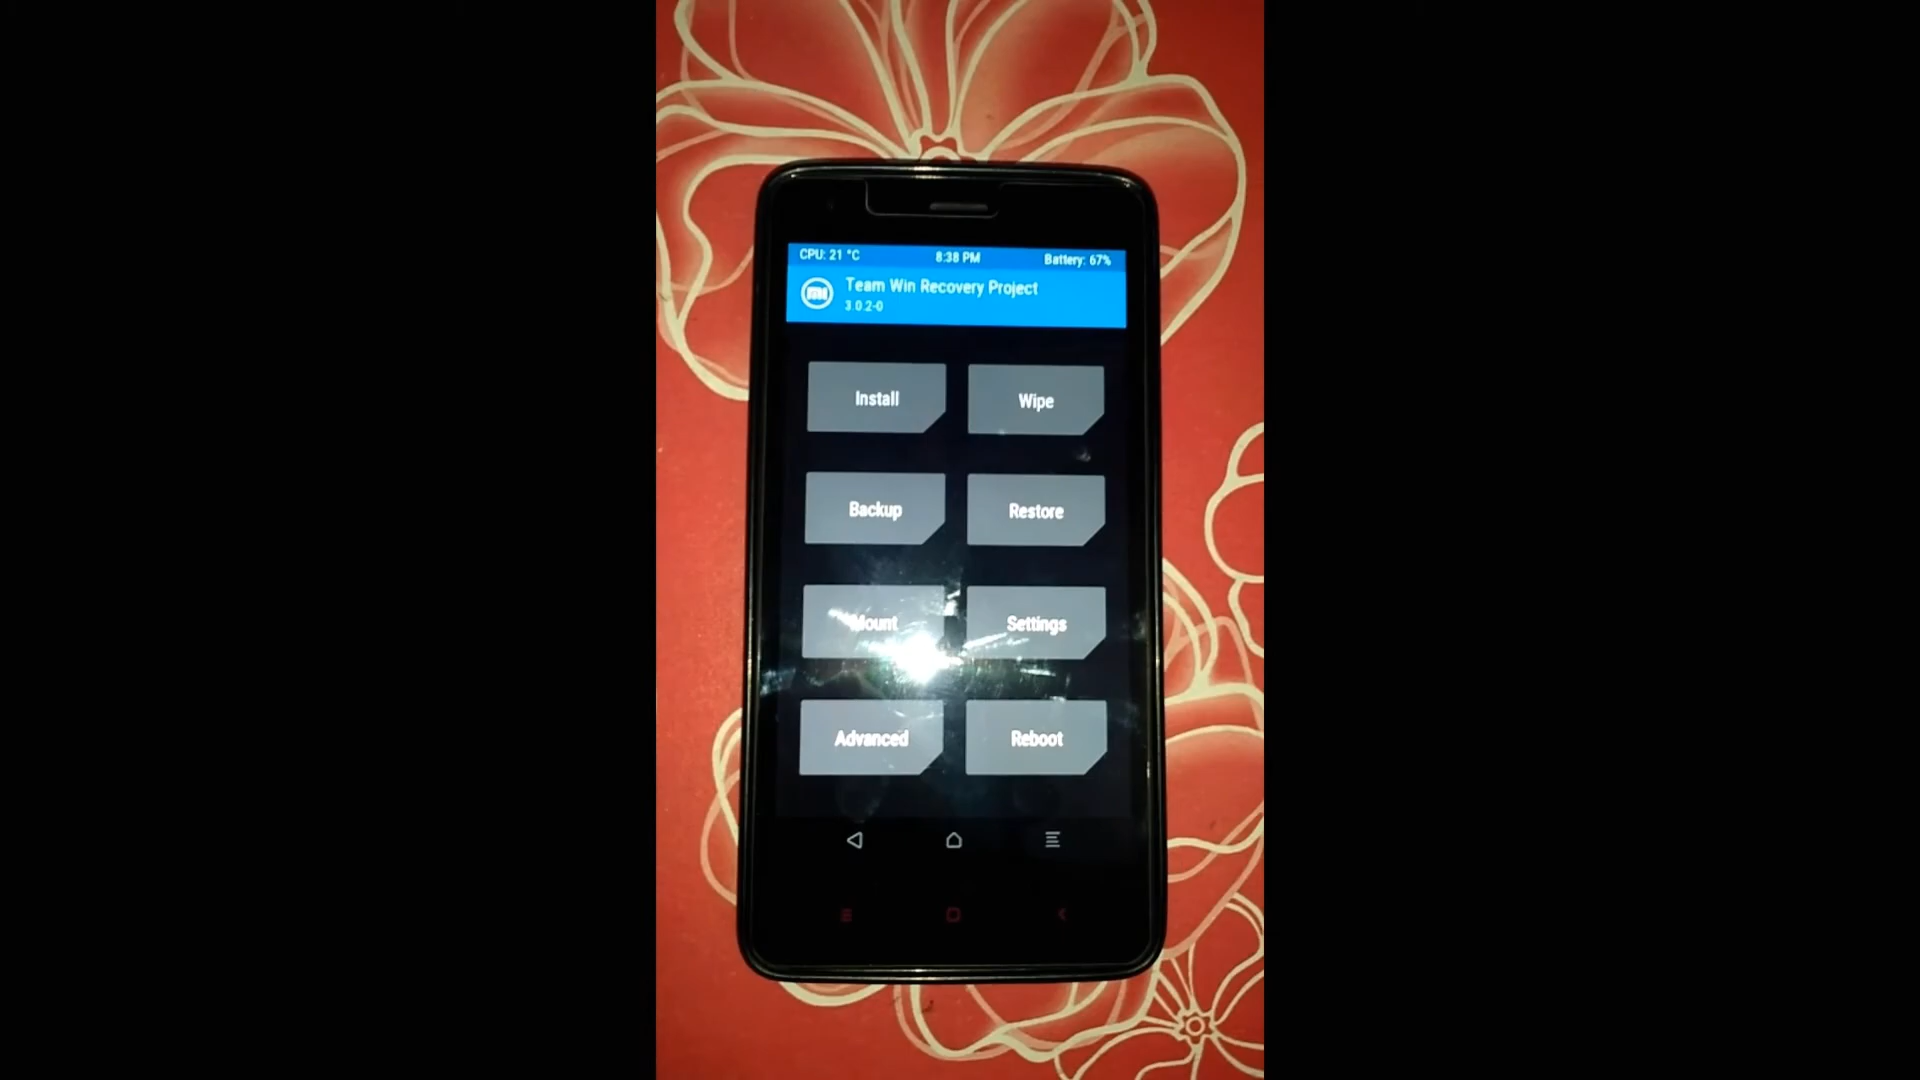 CPU: 21 °C 8:38 PM Battery: 67%
Team Win Recovery Project
3.0.2-0
Install Wipe
Backup Restore
Mount Settings
Advanced Reboot